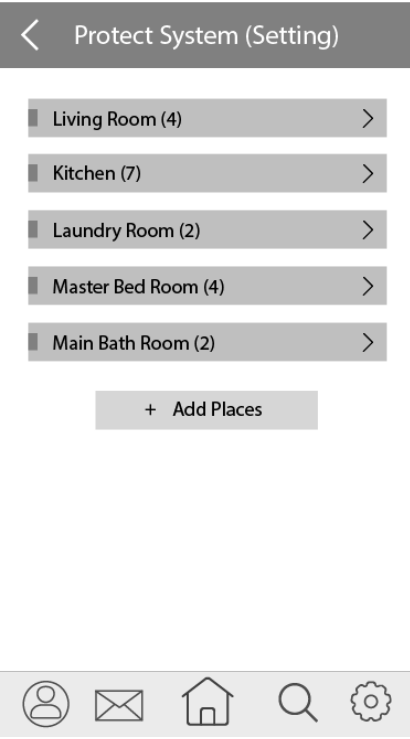 Protect System (Setting)
Living Room (4)
Kitchen (7)
Laundry Room (2)
Master Bed Room (4)
Main Bath Room (2)
+ Add Places